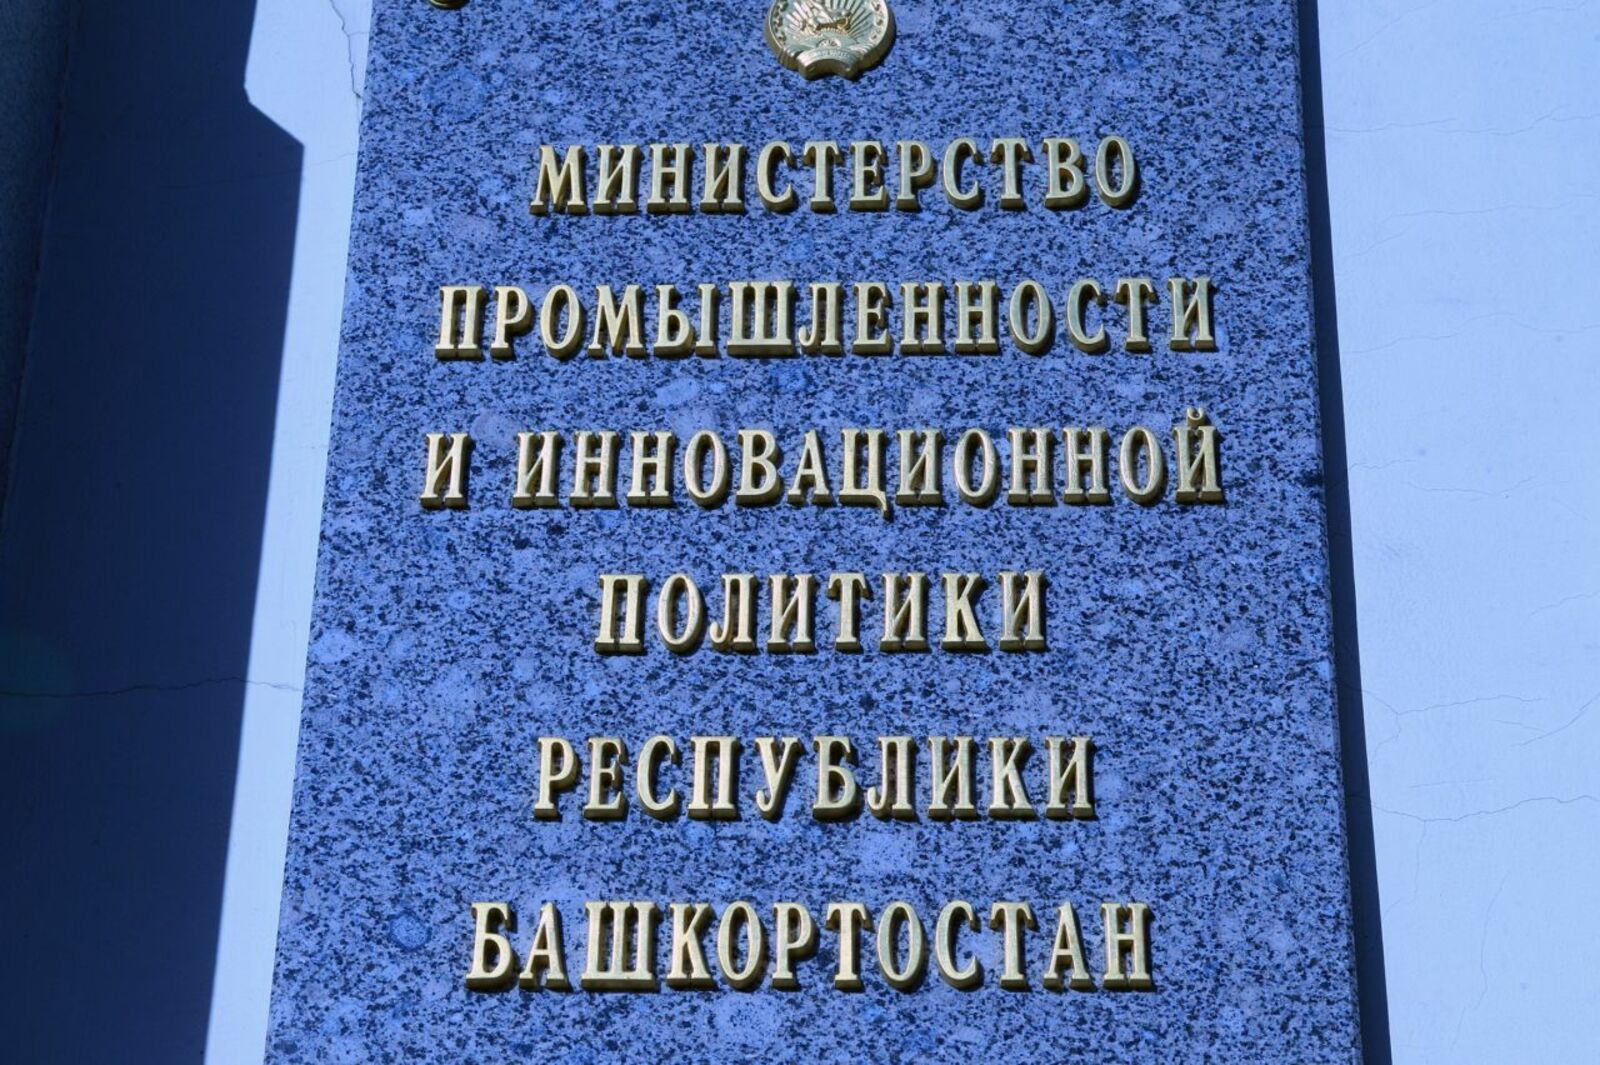 МИНИСТЕРСТВО
ПРОМЫШЛЕННОСТИ
И ИННОВАЦИОННОЙ
ПОЛИТИКИ
РЕСПУБЛИКИ
БАШКОРТОСТАН